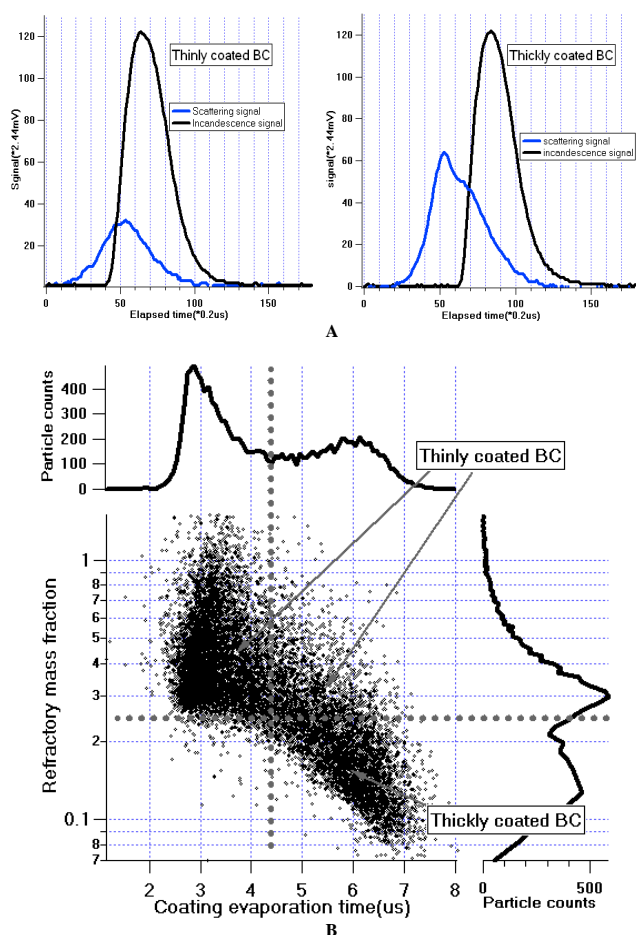 Thinly coated BC
Scattering signal
Incandescence signal
Sginal(*2.44mV)
120
100
80
60
40
20
0
50
100
150
Elapsed time(*0.2us)
Thickly coated BC
scattering signal
incandescence signal
signal(*2.44mV)
120
100
80
60
40
20
0
0
50
100
150
Elapsed time(*0.2us)
A
Particle counts
400
300
200
100
0
Thinly coated BC
Refractory mass fraction
1
8
7
6
5
4
3
2
0.1
8
7
Thickly coated BC
2
3
4
5
6
7
8
Coating evaporation time(us)
0
500
Particle counts
B